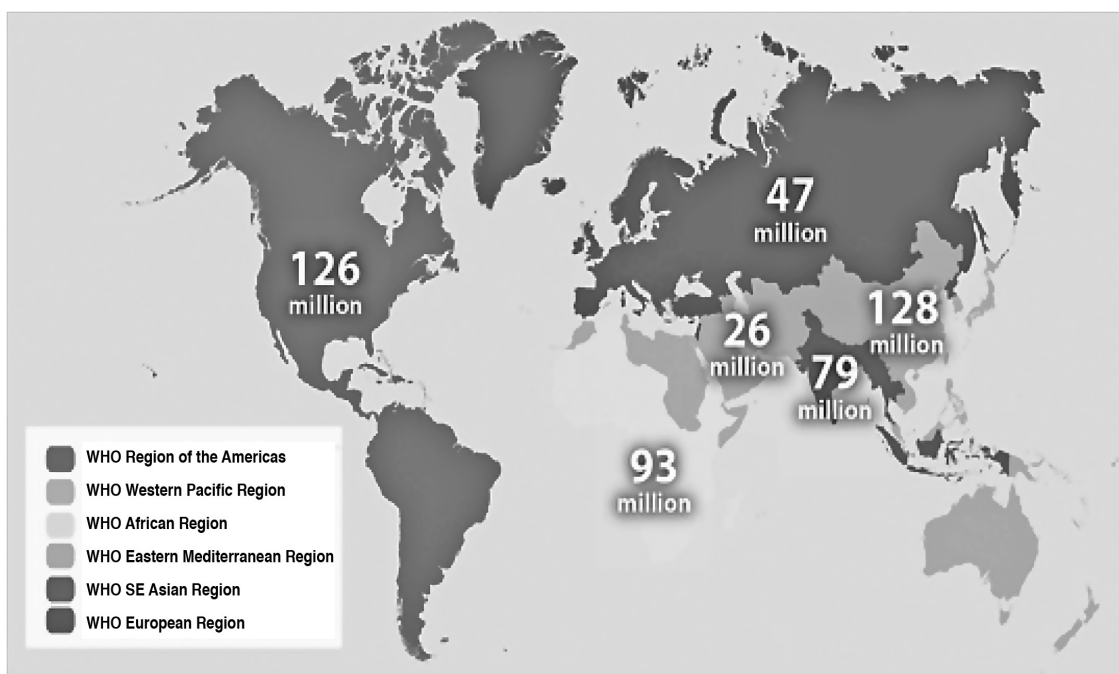 47
million
126
million
128
million
26
million
79
million
93
million
WHO Region of the Americas
WHO Western Pacific Region
WHO African Region
WHO Eastern Mediterranean Region
WHO SE Asian Region
WHO European Region